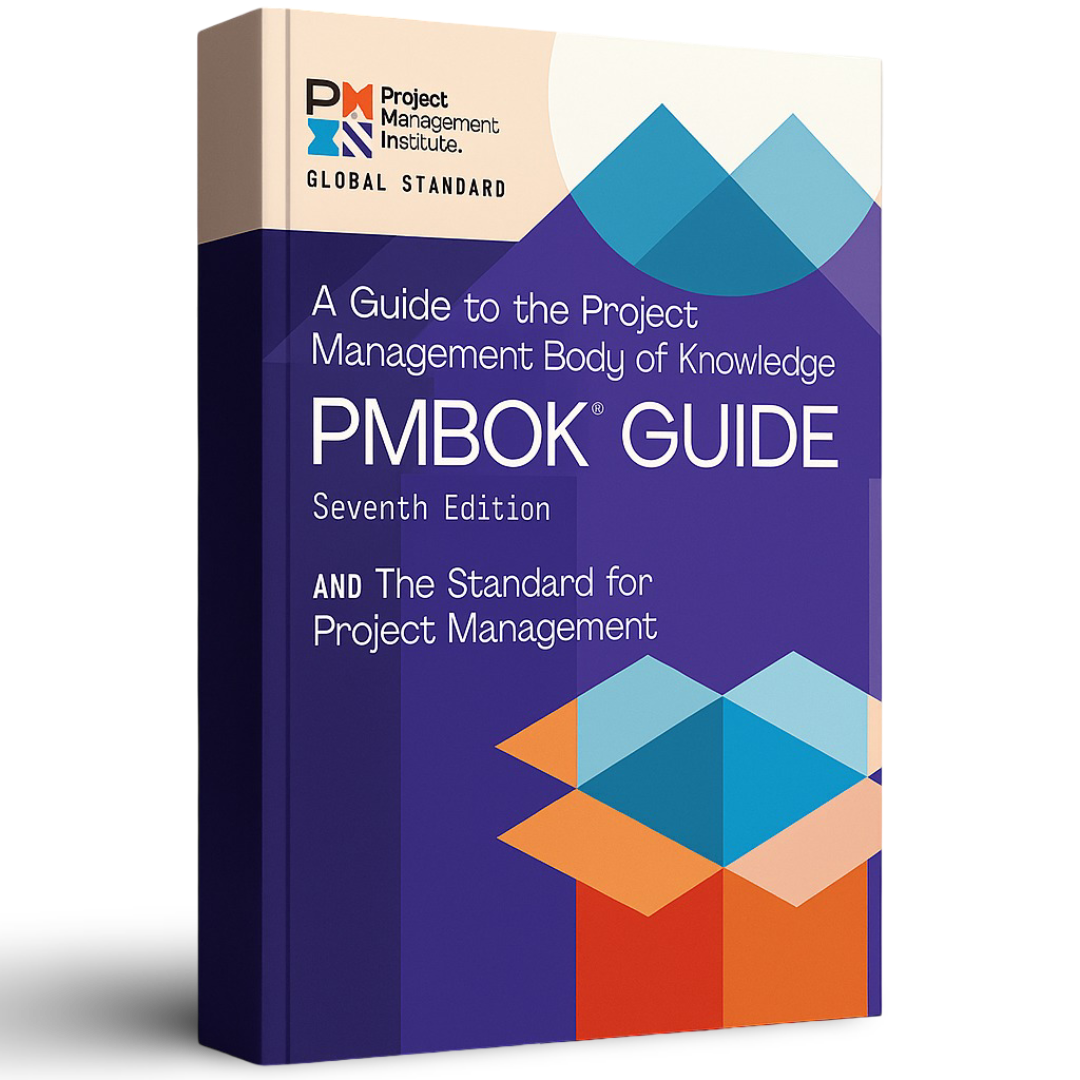 PM
Project
Management
Institute.
GLOBAL STANDARD
A Guide to the Project
Management Body of Knowledge
PMBOK® GUIDE
Seventh Edition
AND The Standard for
Project Management